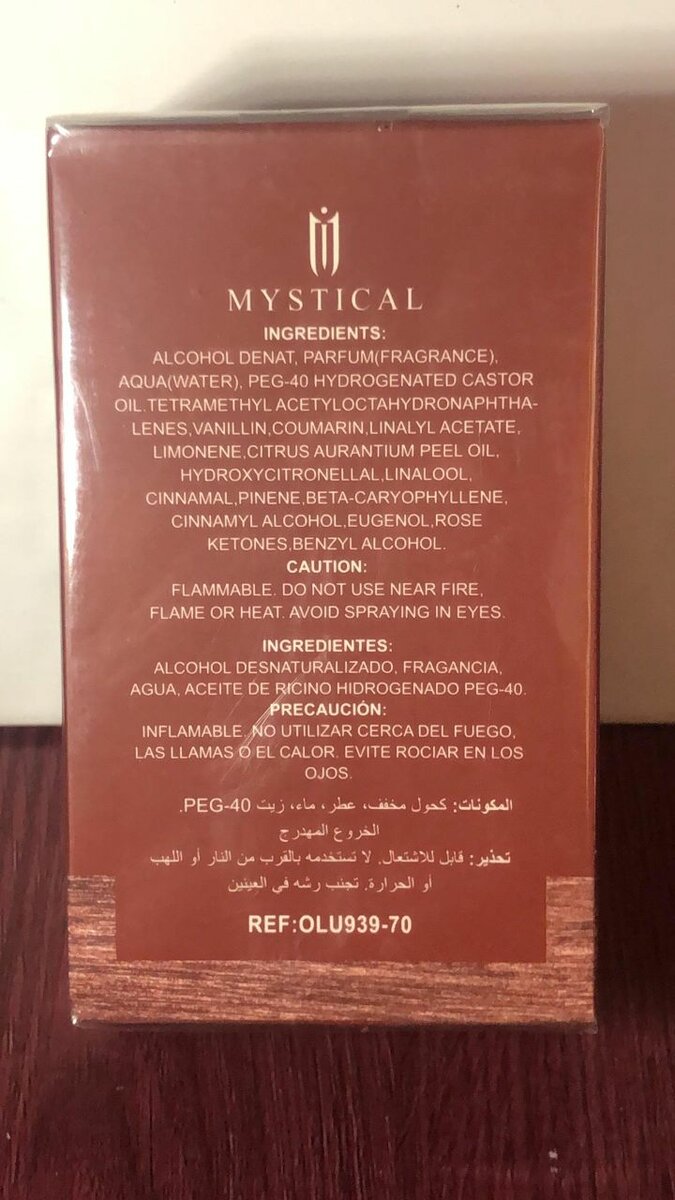 MYSTICAL
INGREDIENTS:
ALCOHOL DENAT, PARFUM(FRAGRANCE),
AQUA(WATER), PEG-40 HYDROGENATED CASTOR
OIL.TETRAMETHYL ACETYLOCTAHYDRONAPHTHA-
LENES,VANILLIN,COUMARIN,LINALYL ACETATE,
LIMONENE,CITRUS AURANTIUM PEEL OIL,
HYDROXYCITRONELLAL,LINALOOL,
CINNAMAL,PINENE,BETA-CARYOPHYLLENE,
CINNAMYL ALCOHOL,EUGENOL,ROSE
KETONES,BENZYL ALCOHOL.
CAUTION:
FLAMMABLE. DO NOT USE NEAR FIRE,
FLAME OR HEAT. AVOID SPRAYING IN EYES.
INGREDIENTES:
ALCOHOL DESNATURALIZADO, FRAGANCIA,
AGUA, ACEITE DE RICINO HIDROGENADO PEG-40.
PRECAUCIÓN:
INFLAMABLE. NO UTILIZAR CERCA DEL FUEGO,
LAS LLAMAS O EL CALOR. EVITE ROCIAR EN LOS
OJOS.
المكونات: كحول مخفف، عطر، ماء، زيت PEG-40.
الخروع المهدرج
تحذير: قابل للاشتعال. لا تستخدمه بالقرب من النار أو اللهب
أو الحرارة. تجنب رشه في العينين
REF:OLU939-70